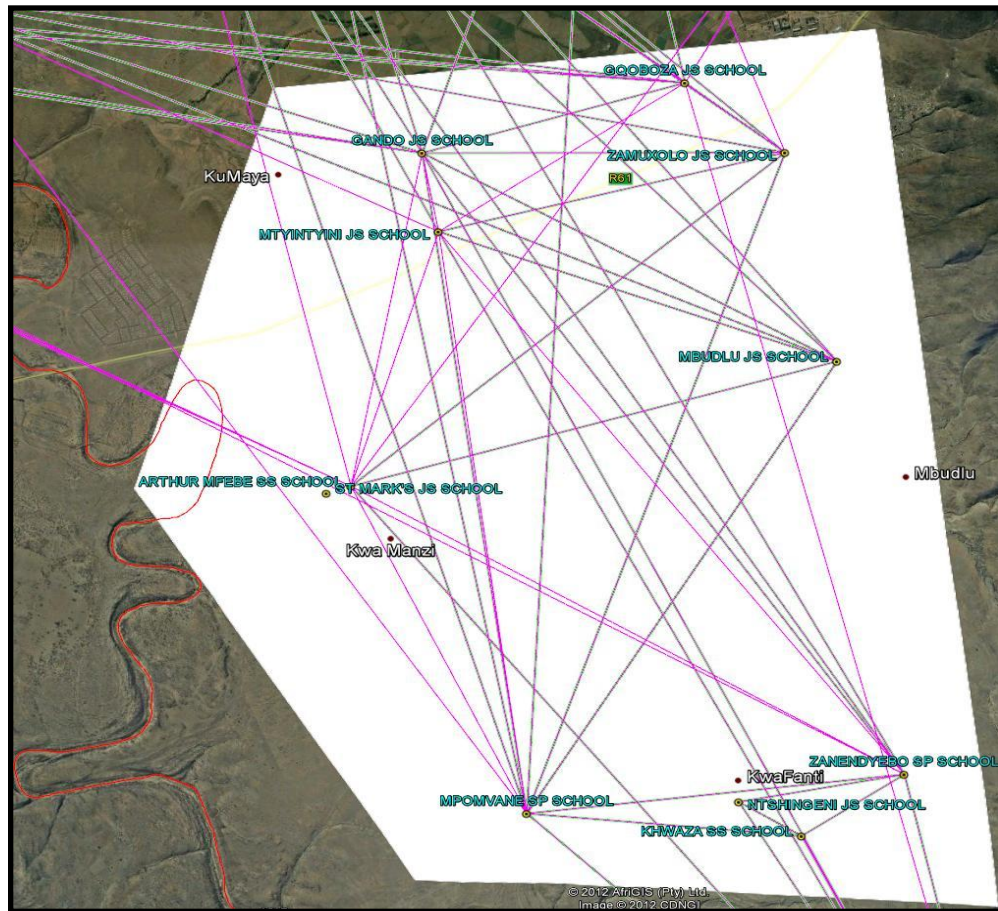 GQOBOZA JS SCHOOL
GANDO JS SCHOOL
ZAMUXOLO JS SCHOOL
KuMaya
R61
MTYINTYINI JS SCHOOL
MBUDLU JS SCHOOL
Mbudlu
ARTHUR MFEBE SS SCHOOL
ST MARK'S JS SCHOOL
Kwa Manzi
ZANENDYEBO SP SCHOOL
KwaFanti
MPOMVANE SP SCHOOL
NTSHINGENI JS SCHOOL
KHWAZA SS SCHOOL
© 2012 AfriGIS (Pty) Ltd.
Image © 2012 CDNGI